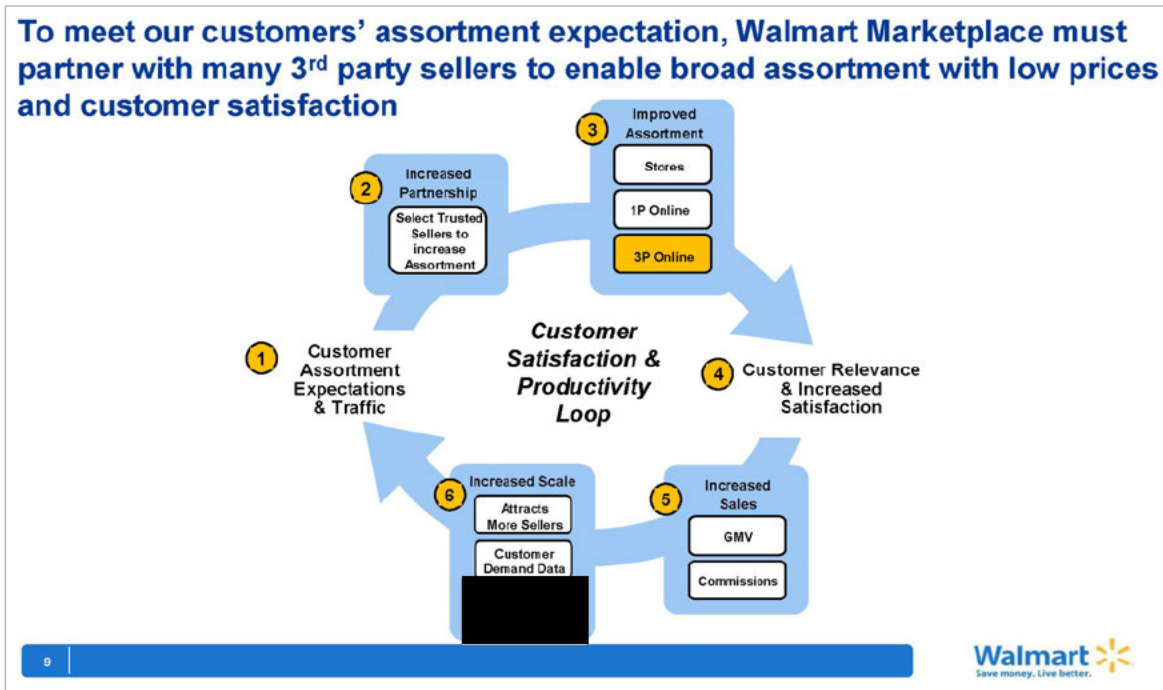 To meet our customers' assortment expectation, Walmart Marketplace must
partner with many 3rd party sellers to enable broad assortment with low prices
and customer satisfaction
3
Improved
Assortment
Stores
1P Online
3P Online
2
Increased
Partnership
Select Trusted
Sellers to
increase
Assortment
Customer
Satisfaction &
Productivity
Loop
1
Customer
Assortment
Expectations
& Traffic
4
Customer Relevance
& Increased
Satisfaction
6
Increased Scale
Attracts
More Sellers
Customer
Demand Data
5
Increased
Sales
GMV
Commissions
9
Walmart
Save money. Live better.